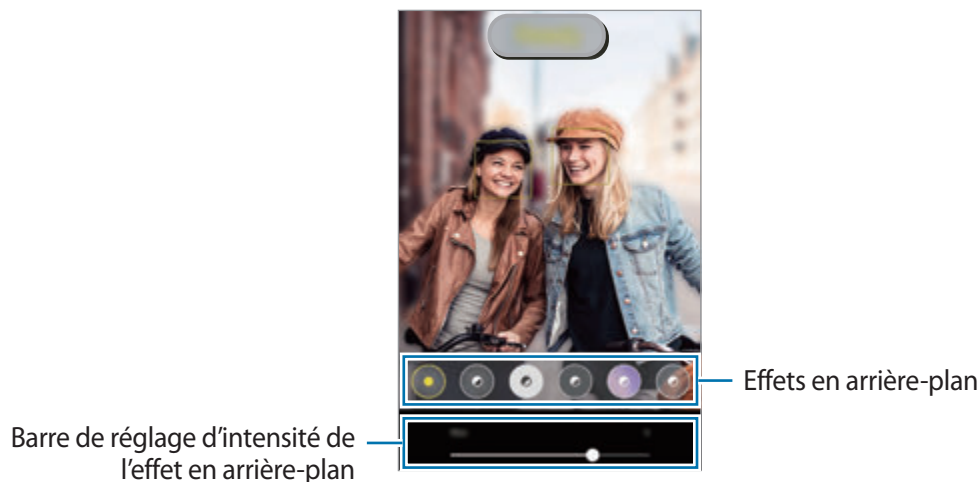 Effets en arrière-plan
Barre de réglage d’intensité de
l’effet en arrière-plan